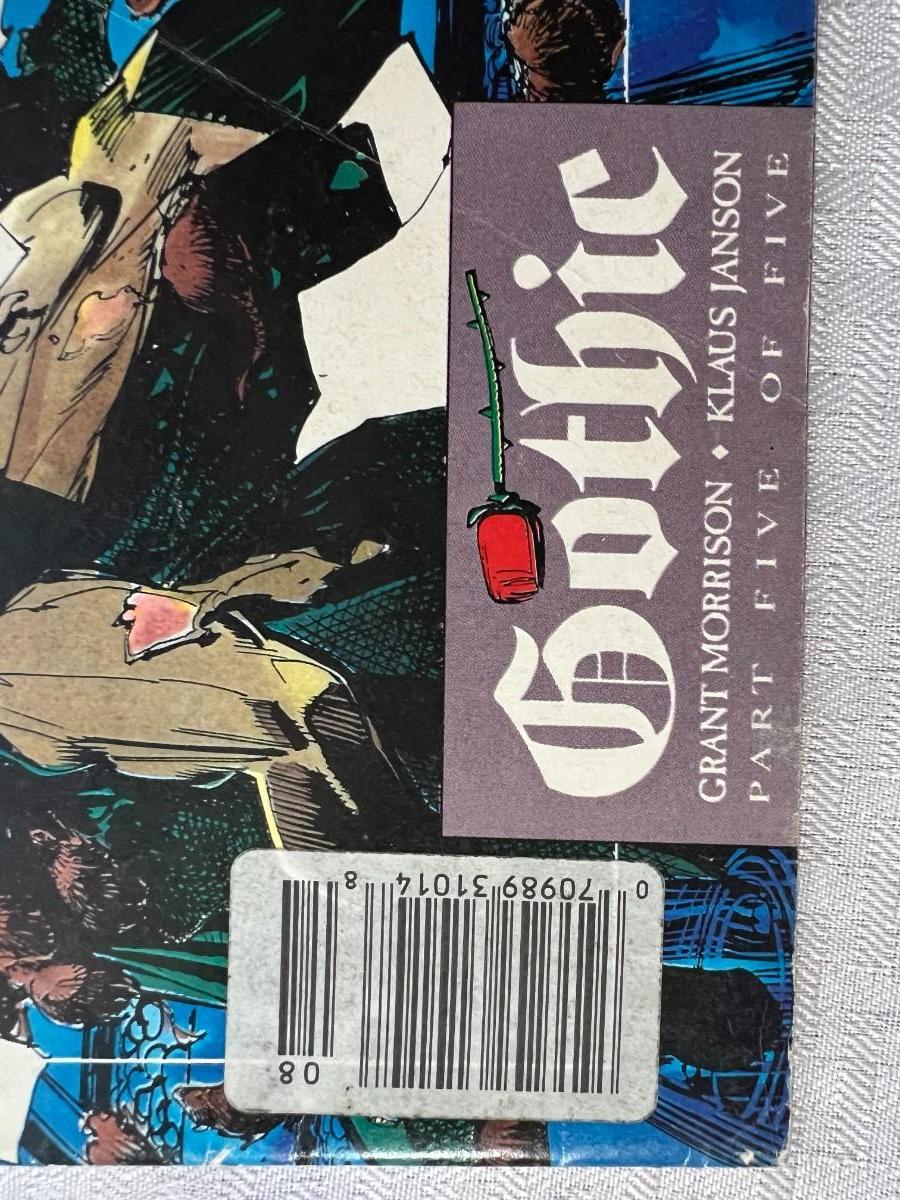 Gothic
GRANT MORRISON • KLAUS JANSON
PART FIVE OF FIVE
0 70989 31014 8
08